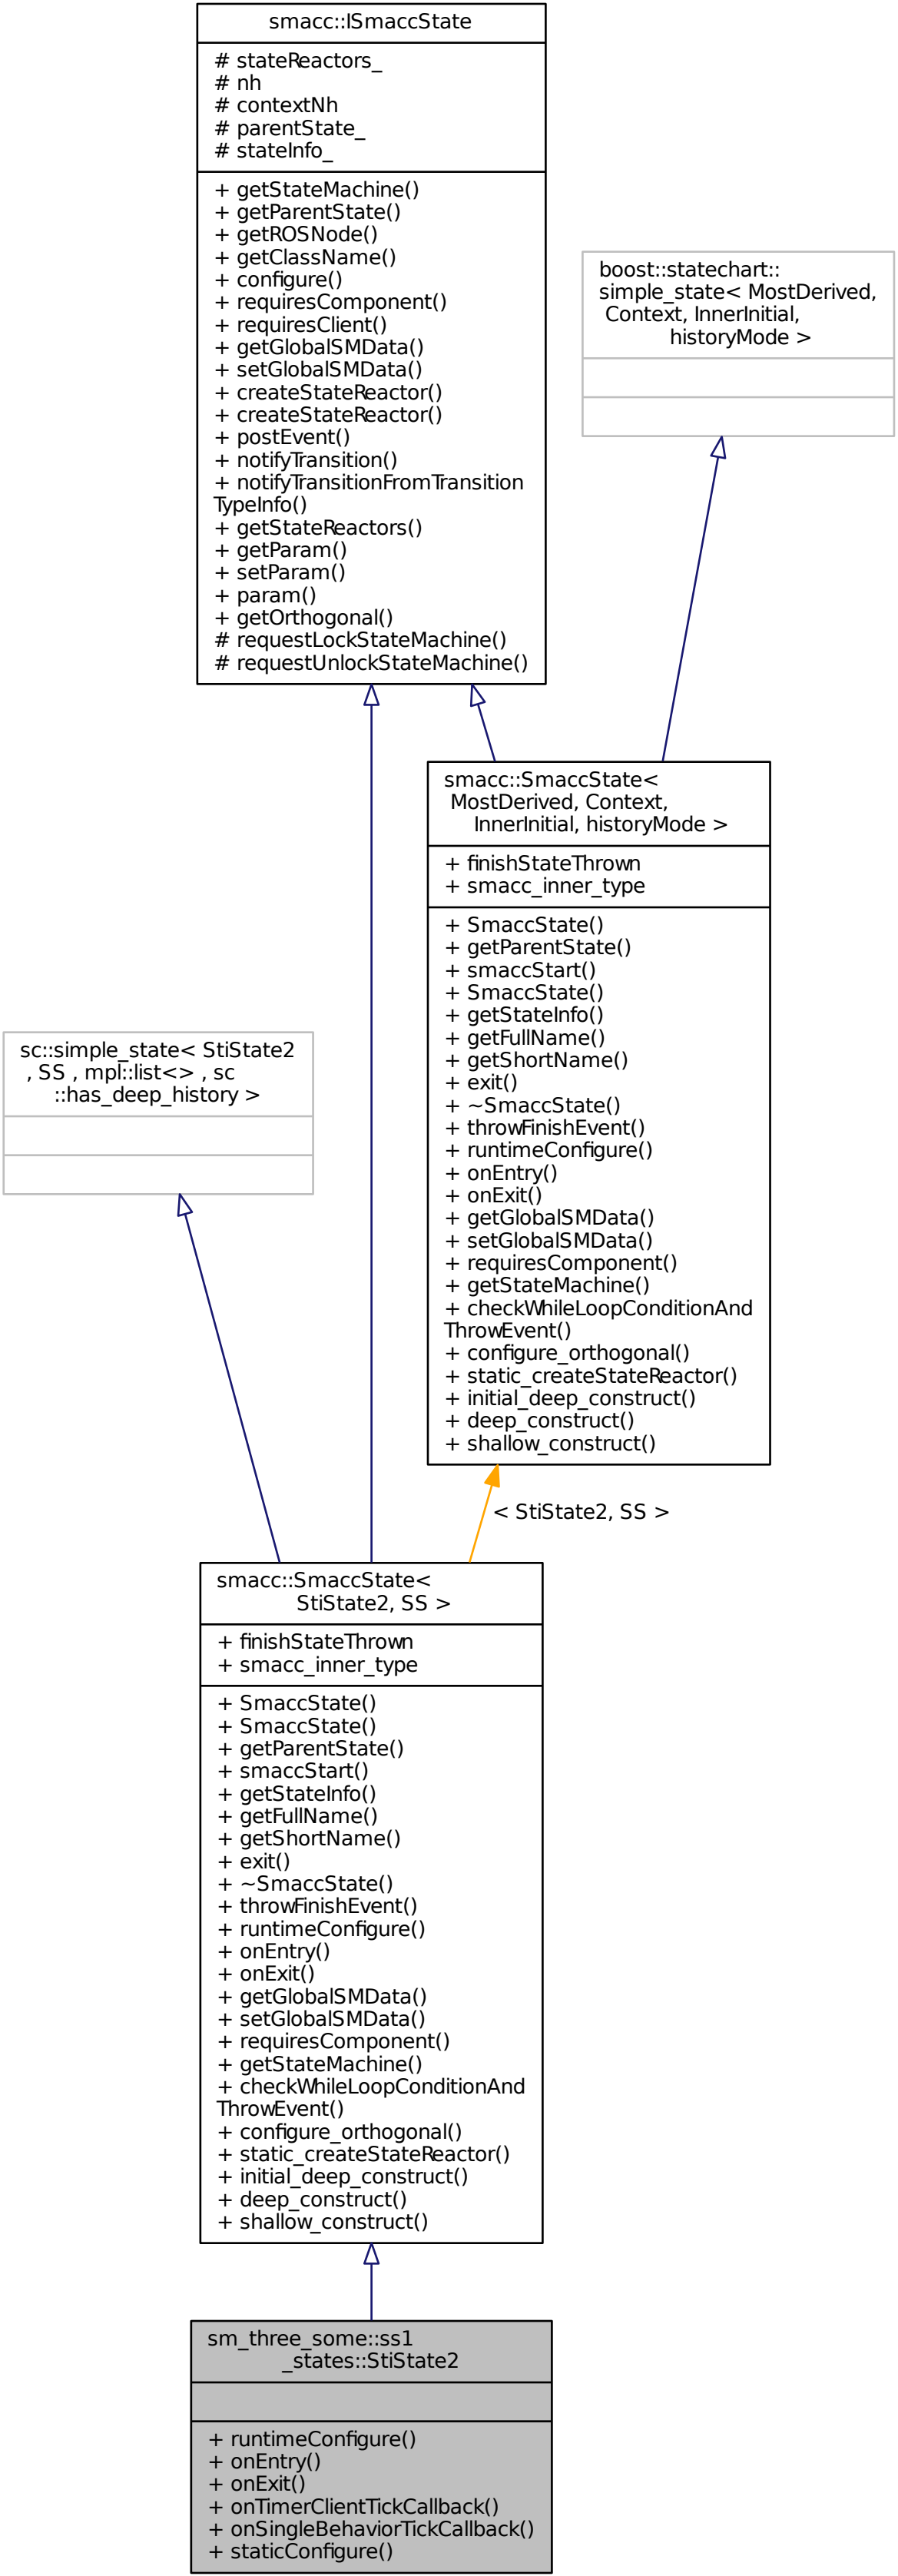 smacc::ISmaccState
# stateReactors_
# nh
# contextNh
# parentState_
# stateInfo_
+ getStateMachine()
+ getParentState()
+ getROSNode()
+ getClassName()
+ configure()
+ requiresComponent()
+ requiresClient()
+ getGlobalSMData()
+ setGlobalSMData()
+ createStateReactor()
+ createStateReactor()
+ postEvent()
+ notifyTransition()
+ notifyTransitionFromTransition
TypeInfo()
+ getStateReactors()
+ getParam()
+ setParam()
+ param()
+ getOrthogonal()
# requestLockStateMachine()
# requestUnlockStateMachine()
boost::statechart::
simple_state< MostDerived,
Context, InnerInitial,
historyMode >
smacc::SmaccState<
MostDerived, Context,
InnerInitial, historyMode >
+ finishStateThrown
+ smacc_inner_type
+ SmaccState()
+ getParentState()
+ smaccStart()
+ SmaccState()
+ getStateInfo()
+ getFullName()
+ getShortName()
+ exit()
+ ~SmaccState()
+ throwFinishEvent()
+ runtimeConfigure()
+ onEntry()
+ onExit()
+ getGlobalSMData()
+ setGlobalSMData()
+ requiresComponent()
+ getStateMachine()
+ checkWhileLoopConditionAnd
ThrowEvent()
+ configure_orthogonal()
+ static_createStateReactor()
+ initial_deep_construct()
+ deep_construct()
+ shallow_construct()
sc::simple_state< StiState2
, SS , mpl::list<> , sc
::has_deep_history >
< StiState2, SS >
smacc::SmaccState<
StiState2, SS >
+ finishStateThrown
+ smacc_inner_type
+ SmaccState()
+ SmaccState()
+ getParentState()
+ smaccStart()
+ getStateInfo()
+ getFullName()
+ getShortName()
+ exit()
+ ~SmaccState()
+ throwFinishEvent()
+ runtimeConfigure()
+ onEntry()
+ onExit()
+ getGlobalSMData()
+ setGlobalSMData()
+ requiresComponent()
+ getStateMachine()
+ checkWhileLoopConditionAnd
ThrowEvent()
+ configure_orthogonal()
+ static_createStateReactor()
+ initial_deep_construct()
+ deep_construct()
+ shallow_construct()
sm_three_some::ss1
_states::StiState2
+ runtimeConfigure()
+ onEntry()
+ onExit()
+ onTimerClientTickCallback()
+ onSingleBehaviorTickCallback()
+ staticConfigure()